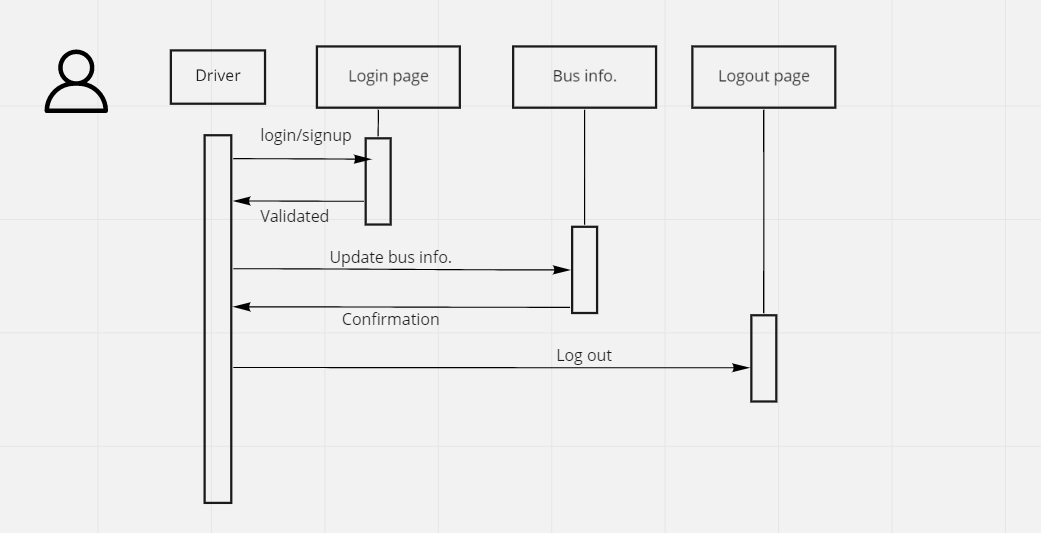 Driver
Login page
Bus info.
Logout page
login/signup
Validated
Update bus info.
Confirmation
Log out